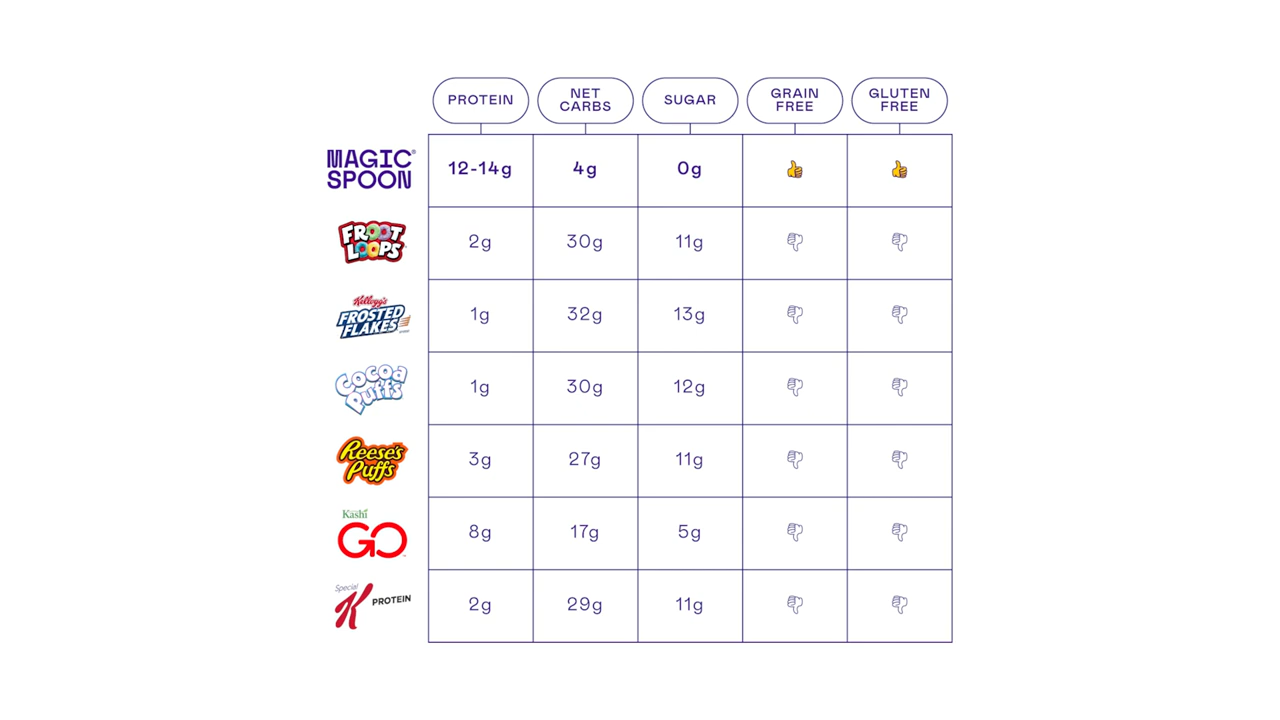 PROTEIN
NET
CARBS
SUGAR
GRAIN
FREE
GLUTEN
FREE
MAGIC
SPOON®
12-14g 4g 0g
FROOT
LOOPS
2g 30g 11g
Kellogg's
FROSTED
FLAKES
1g 32g 13g
Cocoa
Puffs
1g 30g 12g
Reese's
Puffs
3g 27g 11g
Kashi
GO
8g 17g 5g
Special
K PROTEIN
2g 29g 11g